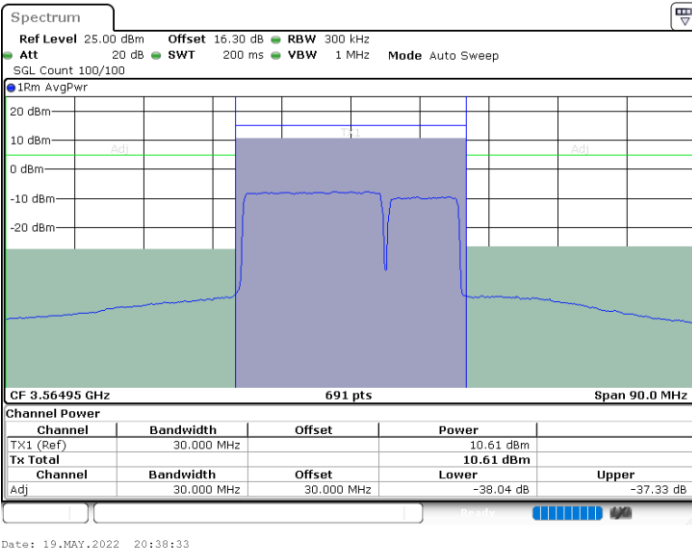 Spectrum
Ref Level 25.00 dBm Offset 16.30 dB RBW 300 kHz
Att 20 dB SWT 200 ms VBW 1 MHz Mode Auto Sweep
SGL Count 100/100
1Rm AvgPwr
20 dBm
TX1
10 dBm
Adj Adj
0 dBm
-10 dBm
-20 dBm
CF 3.56495 GHz 691 pts Span 90.0 MHz
Channel Power
Channel Bandwidth Offset Power
TX1 (Ref) 30.000 MHz 10.61 dBm
Tx Total 10.61 dBm
Channel Bandwidth Offset Lower Upper
Adj 30.000 MHz 30.000 MHz -38.04 dB -37.33 dB
Ready
Date: 19.MAY.2022 20:38:33